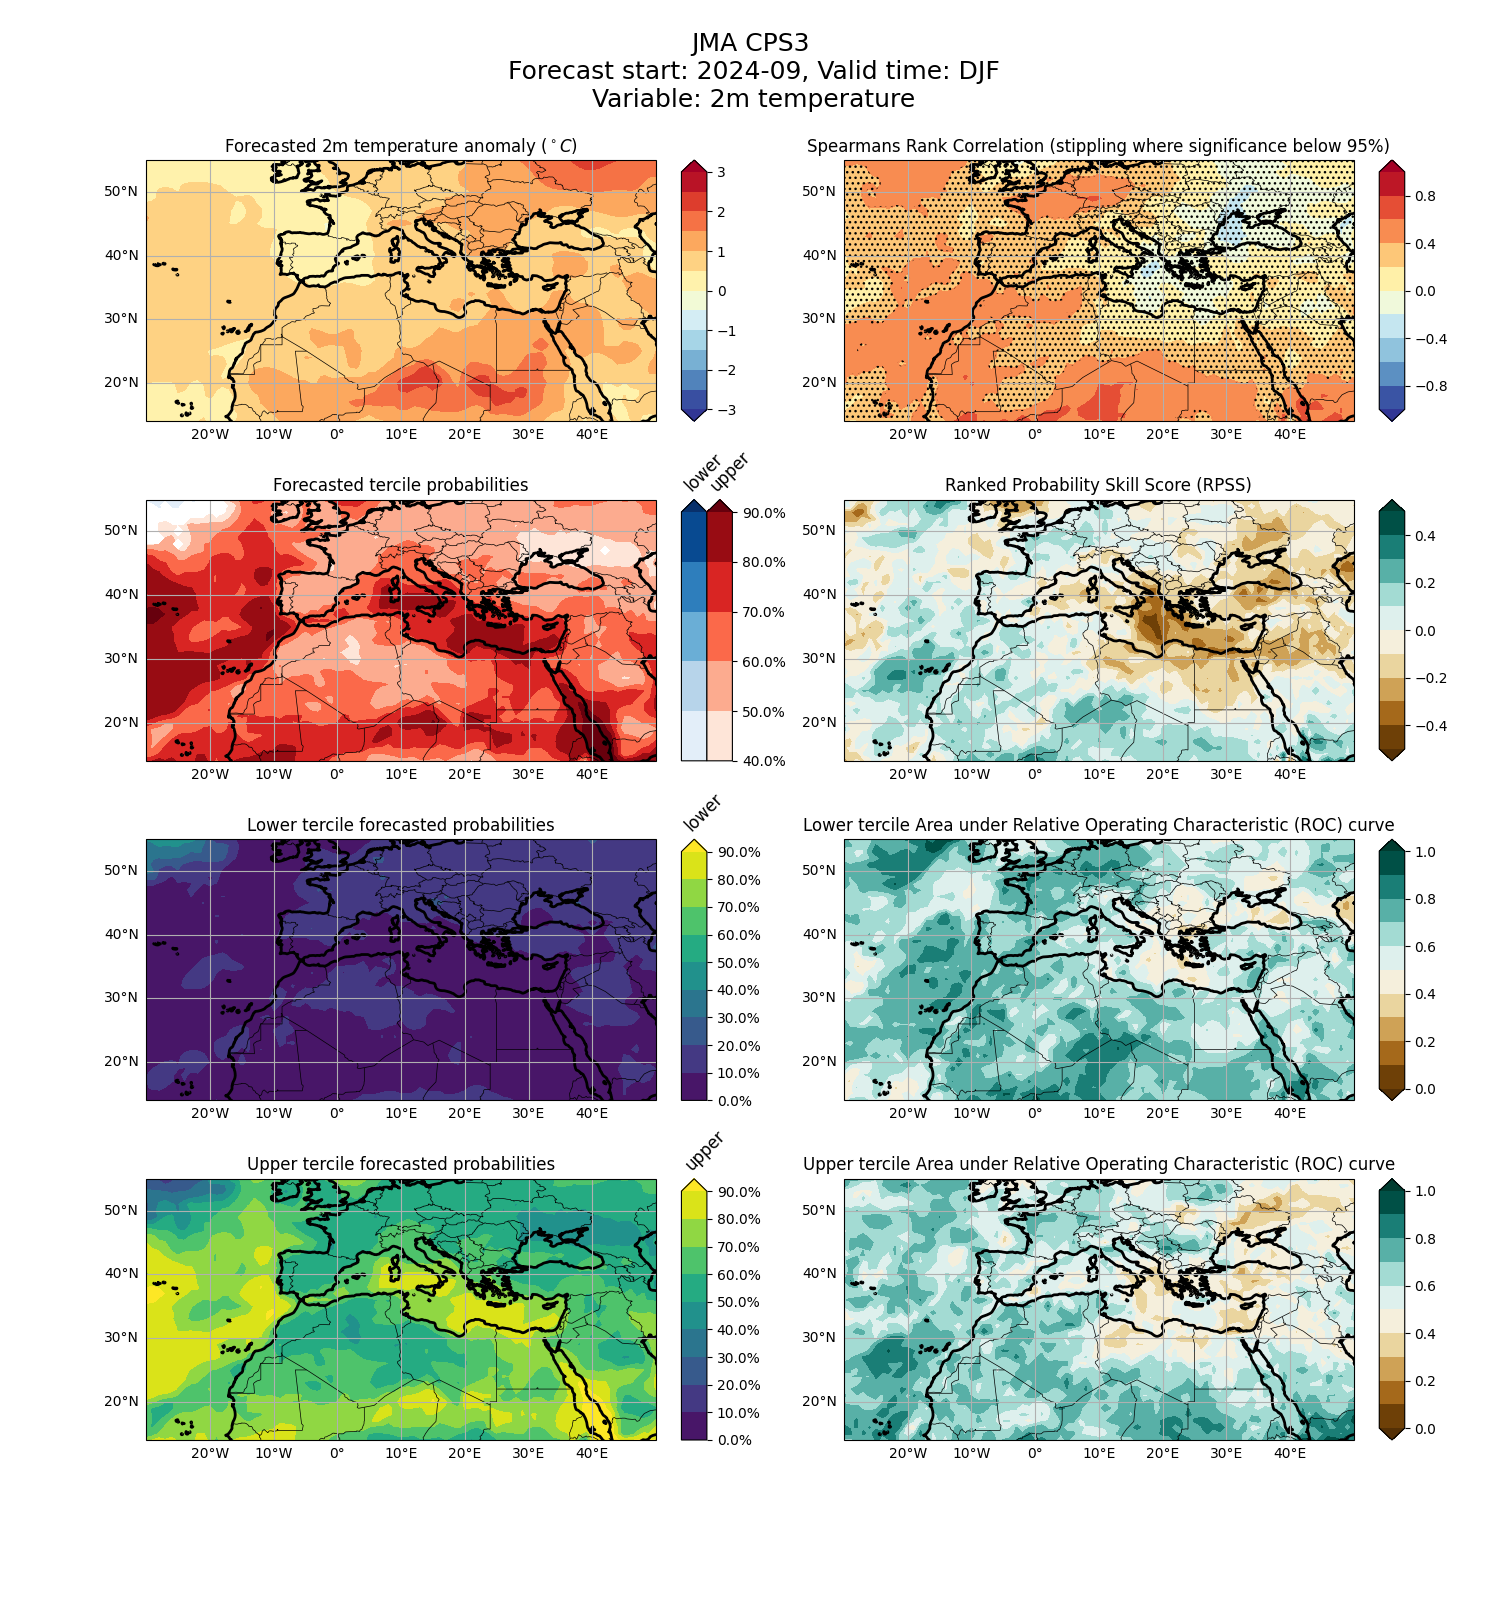 JMA CPS3
Forecast start: 2024-09, Valid time: DJF
Variable: 2m temperature
Forecasted 2m temperature anomaly (°C)
50°N
40°N
30°N
20°N
20°W 10°W 0° 10°E 20°E 30°E 40°E
3
2
1
0
−1
−2
−3
Spearmans Rank Correlation (stippling where significance below 95%)
50°N
40°N
30°N
20°N
20°W 10°W 0° 10°E 20°E 30°E 40°E
0.8
0.4
0.0
−0.4
−0.8
Forecasted tercile probabilities
50°N
40°N
30°N
20°N
20°W 10°W 0° 10°E 20°E 30°E 40°E
lower
upper
90.0%
80.0%
70.0%
60.0%
50.0%
40.0%
Ranked Probability Skill Score (RPSS)
50°N
40°N
30°N
20°N
20°W 10°W 0° 10°E 20°E 30°E 40°E
0.4
0.2
0.0
−0.2
−0.4
Lower tercile forecasted probabilities
50°N
40°N
30°N
20°N
20°W 10°W 0° 10°E 20°E 30°E 40°E
lower
90.0%
80.0%
70.0%
60.0%
50.0%
40.0%
30.0%
20.0%
10.0%
0.0%
Lower tercile Area under Relative Operating Characteristic (ROC) curve
50°N
40°N
30°N
20°N
20°W 10°W 0° 10°E 20°E 30°E 40°E
1.0
0.8
0.6
0.4
0.2
0.0
Upper tercile forecasted probabilities
50°N
40°N
30°N
20°N
20°W 10°W 0° 10°E 20°E 30°E 40°E
upper
90.0%
80.0%
70.0%
60.0%
50.0%
40.0%
30.0%
20.0%
10.0%
0.0%
Upper tercile Area under Relative Operating Characteristic (ROC) curve
50°N
40°N
30°N
20°N
20°W 10°W 0° 10°E 20°E 30°E 40°E
1.0
0.8
0.6
0.4
0.2
0.0